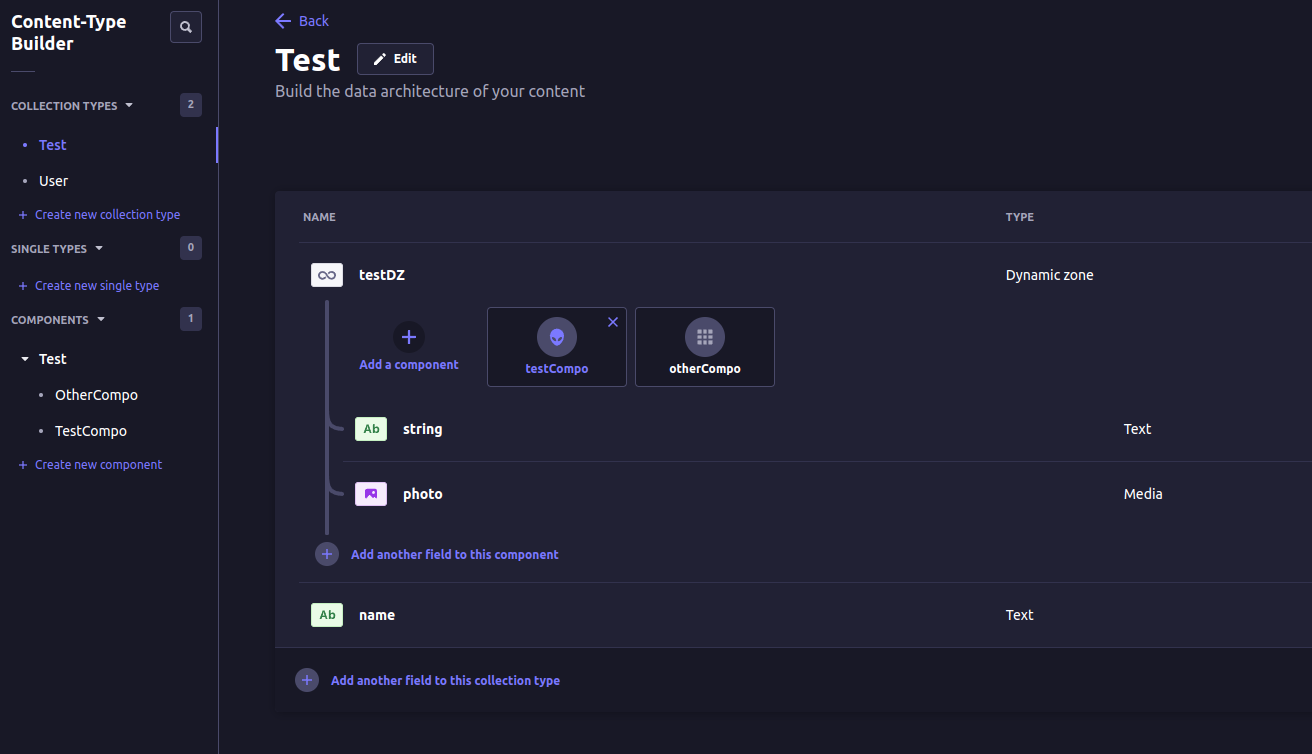 Content-Type
Builder
COLLECTION TYPES 2
Test
User
+ Create new collection type
SINGLE TYPES 0
+ Create new single type
COMPONENTS 1
Test
OtherCompo
TestCompo
+ Create new component
Back
Test Edit
Build the data architecture of your content
NAME TYPE
testDZ Dynamic zone
Add a component testCompo otherCompo
Ab string Text
photo Media
Add another field to this component
Ab name Text
Add another field to this collection type